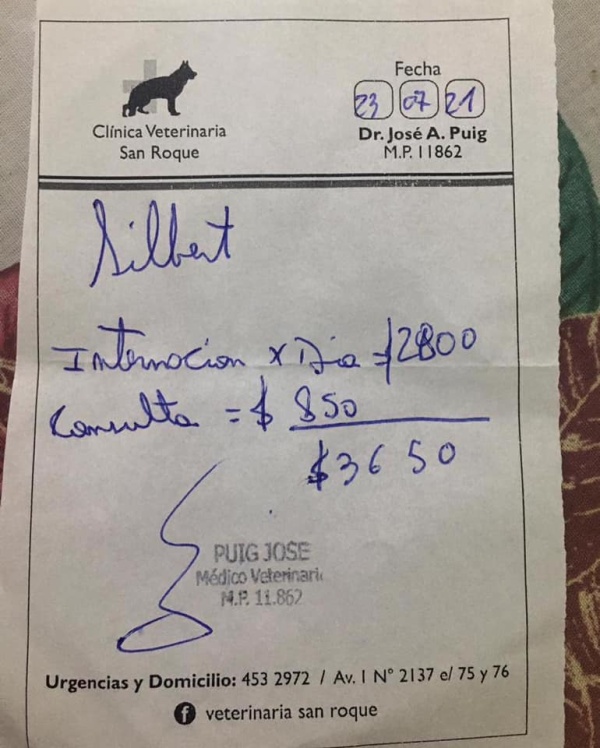 Clínica Veterinaria
San Roque
Fecha
23 07 21
Dr. José A. Puig
M.P. 11862
Silbert
Internacion x Dia = $2800
Consulta = $ 850
$3650
PUIG JOSE
Médico Veterinari
M.P. 11.862
Urgencias y Domicilio: 453 2972 / Av. 1 N° 2137 e/ 75 y 76
veterinaria san roque